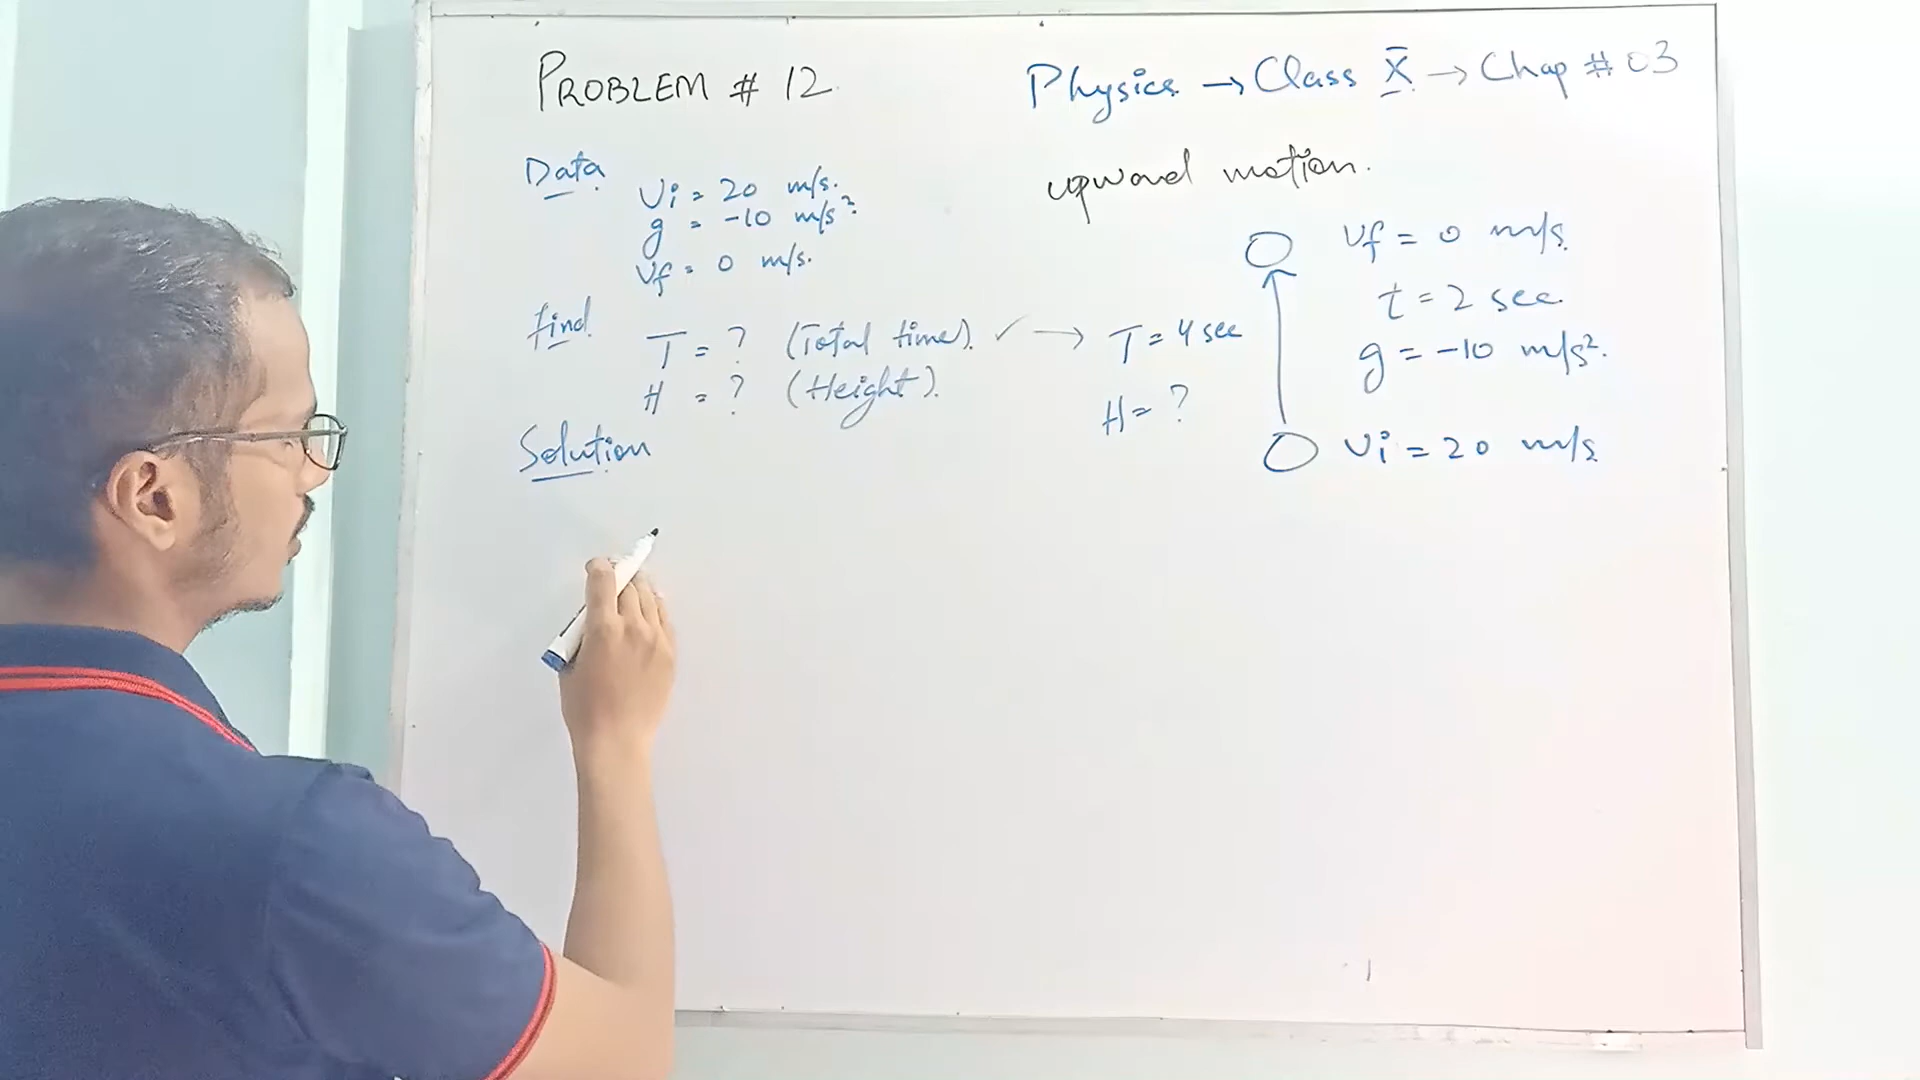 PROBLEM # 12
Physics → Class X → Chap # 03
Data
Vi = 20 m/s.
g = -10 m/s².
Vf = 0 m/s.
find
T = ? (Total time). ✓ → T = 4 sec
H = ? (Height).
H = ?
Solution
upward motion.
Vf = 0 m/s.
t = 2 sec.
g = -10 m/s².
Vi = 20 m/s